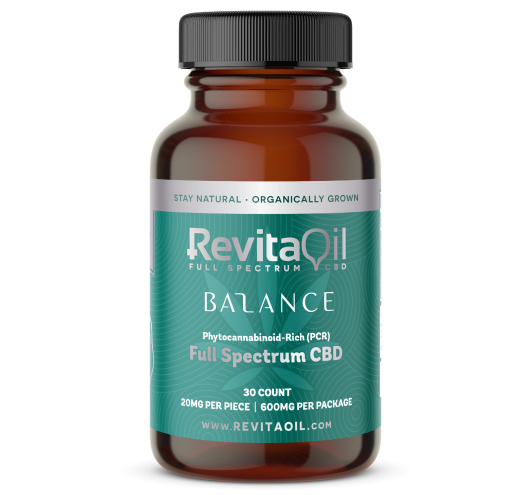 STAY NATURAL • ORGANICALLY GROWN
RevitaOil
FULL SPECTRUM CBD
BALANCE
Phytocannabinoid-Rich (PCR)
Full Spectrum CBD
30 COUNT
20MG PER PIECE | 600MG PER PACKAGE
WWW.REVITAOIL.COM